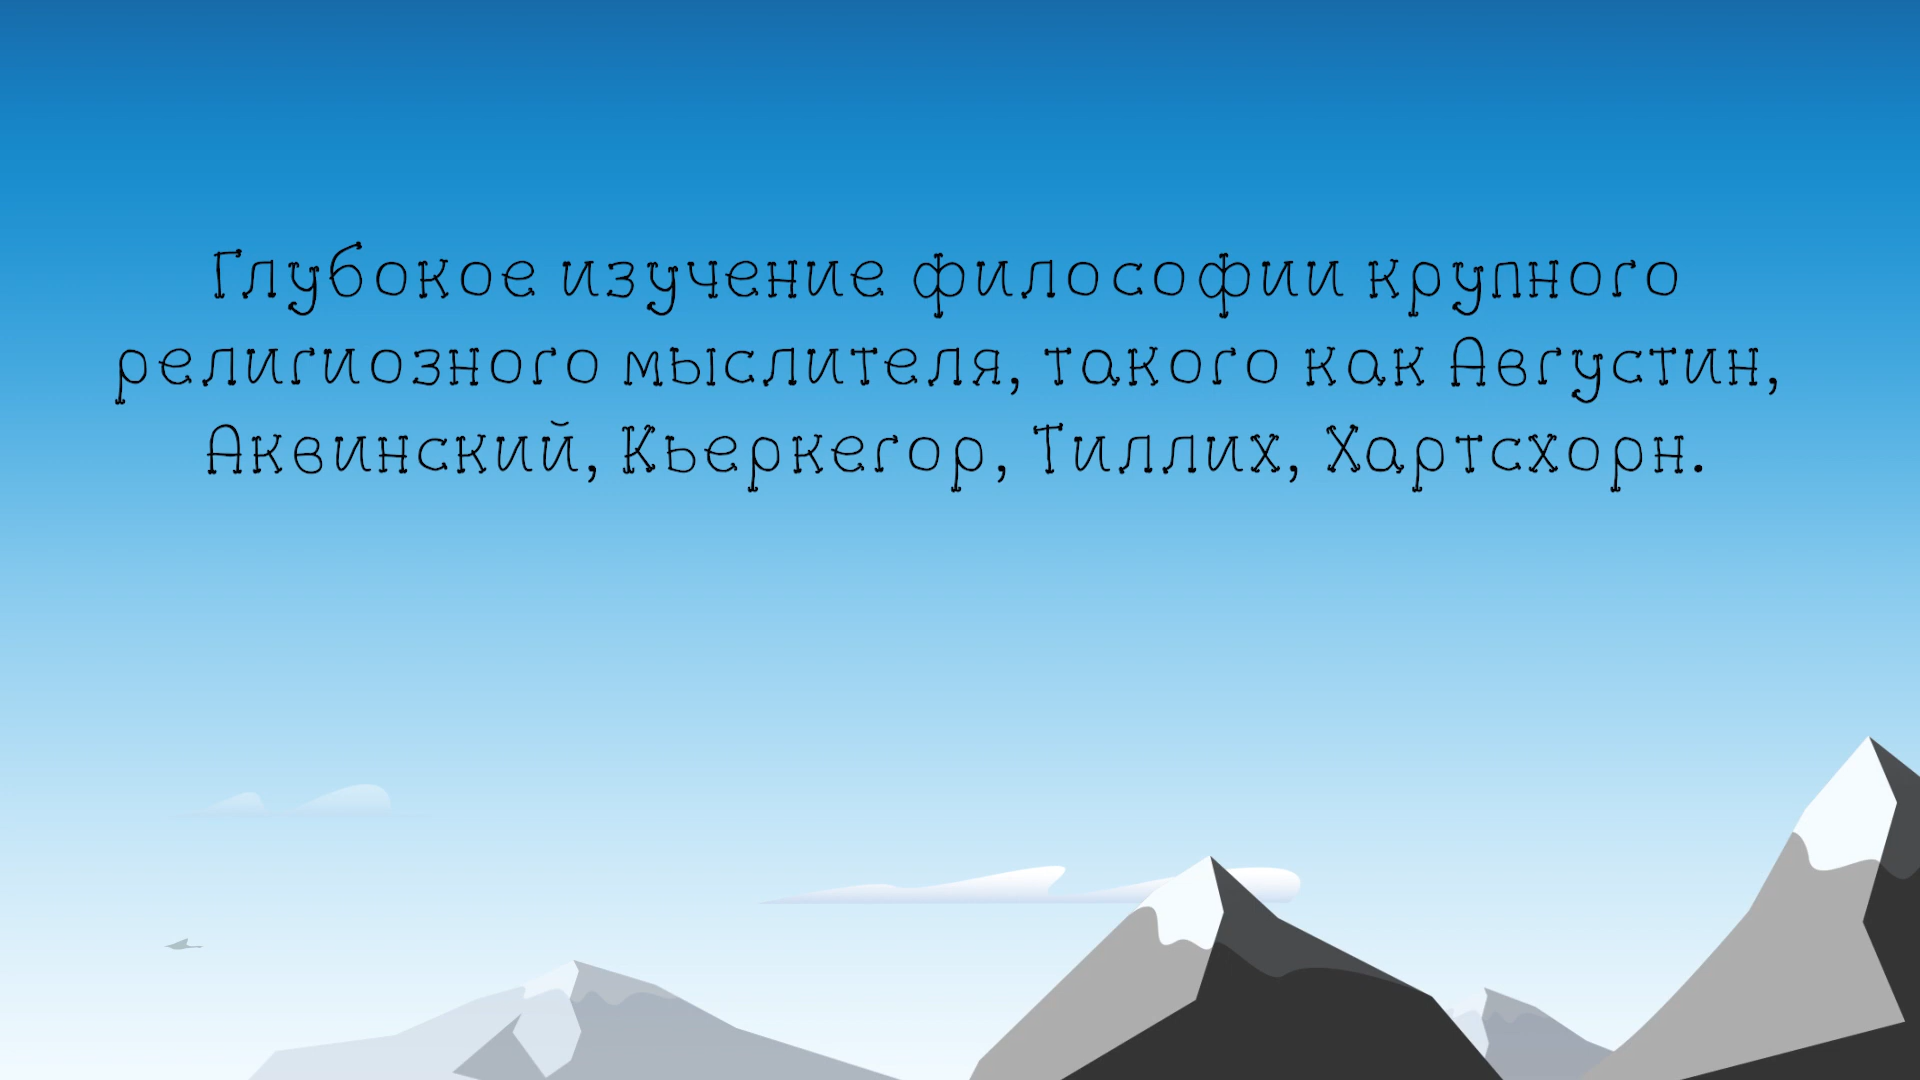 Глубокое изучение философии крупного
религиозного мыслителя, такого как Августин,
Аквинский, Кьеркегор, Тиллих, Хартсхорн.